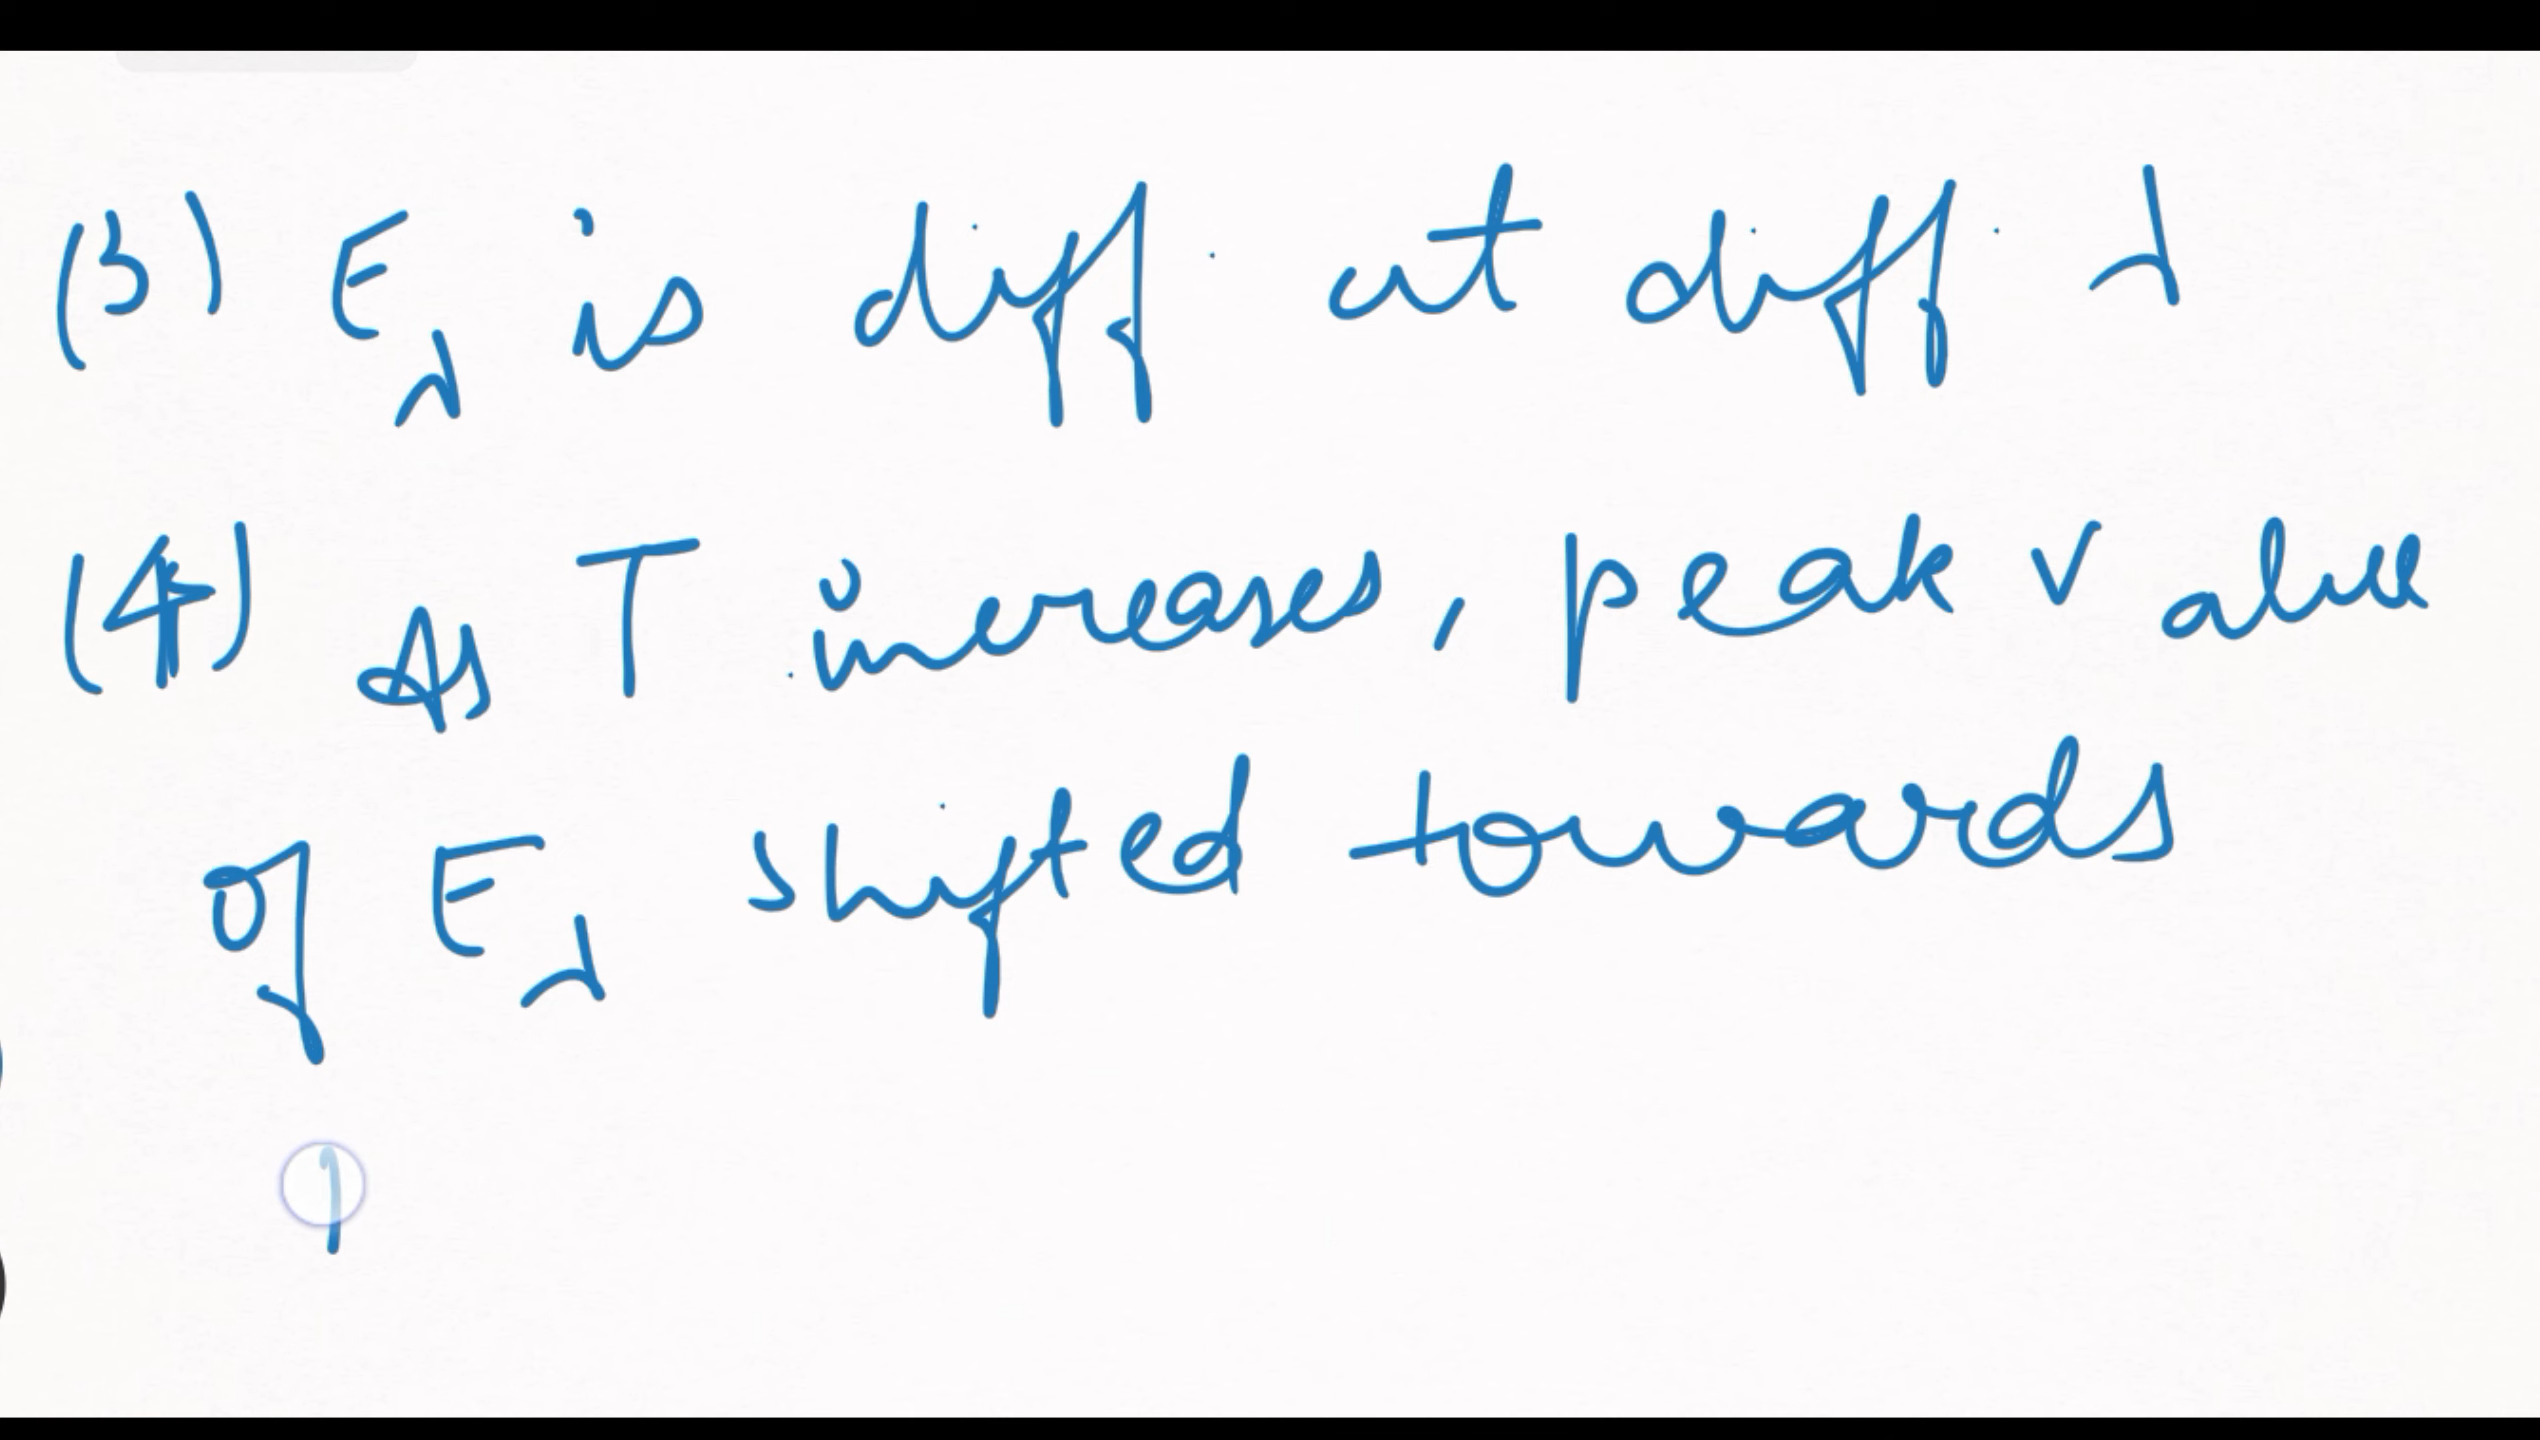 (3) Eλ is diff. at diff. λ
(4) As T increases, peak value
of Eλ shifted towards